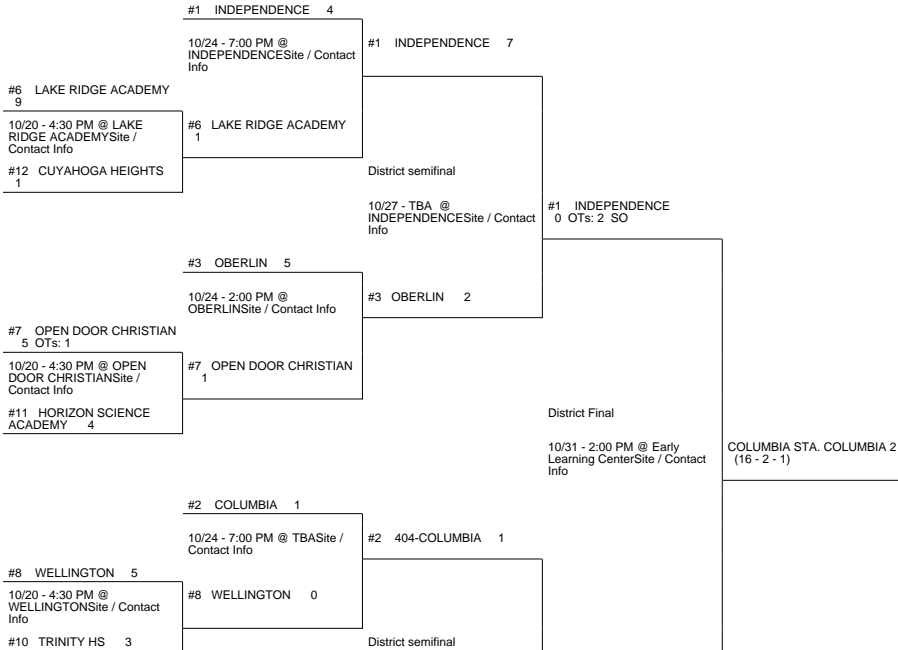 #1 INDEPENDENCE 4
10/24 - 7:00 PM @
INDEPENDENCESite / Contact
Info
#1 INDEPENDENCE 7
#6 LAKE RIDGE ACADEMY
9
10/20 - 4:30 PM @ LAKE
RIDGE ACADEMYSite /
Contact Info
#6 LAKE RIDGE ACADEMY
1
#12 CUYAHOGA HEIGHTS
1
District semifinal
10/27 - TBA @
INDEPENDENCESite / Contact
Info
#1 INDEPENDENCE
0 OTs: 2 SO
#3 OBERLIN 5
10/24 - 2:00 PM @
OBERLINSite / Contact Info
#3 OBERLIN 2
#7 OPEN DOOR CHRISTIAN
5 OTs: 1
10/20 - 4:30 PM @ OPEN
DOOR CHRISTIANSite /
Contact Info
#7 OPEN DOOR CHRISTIAN
1
#11 HORIZON SCIENCE
ACADEMY 4
District Final
10/31 - 2:00 PM @ Early
Learning CenterSite / Contact
Info
COLUMBIA STA. COLUMBIA 2
(16 - 2 - 1)
#2 COLUMBIA 1
10/24 - 7:00 PM @ TBASite /
Contact Info
#2 404-COLUMBIA 1
#8 WELLINGTON 5
10/20 - 4:30 PM @
WELLINGTONSite / Contact
Info
#8 WELLINGTON 0
#10 TRINITY HS 3
District semifinal